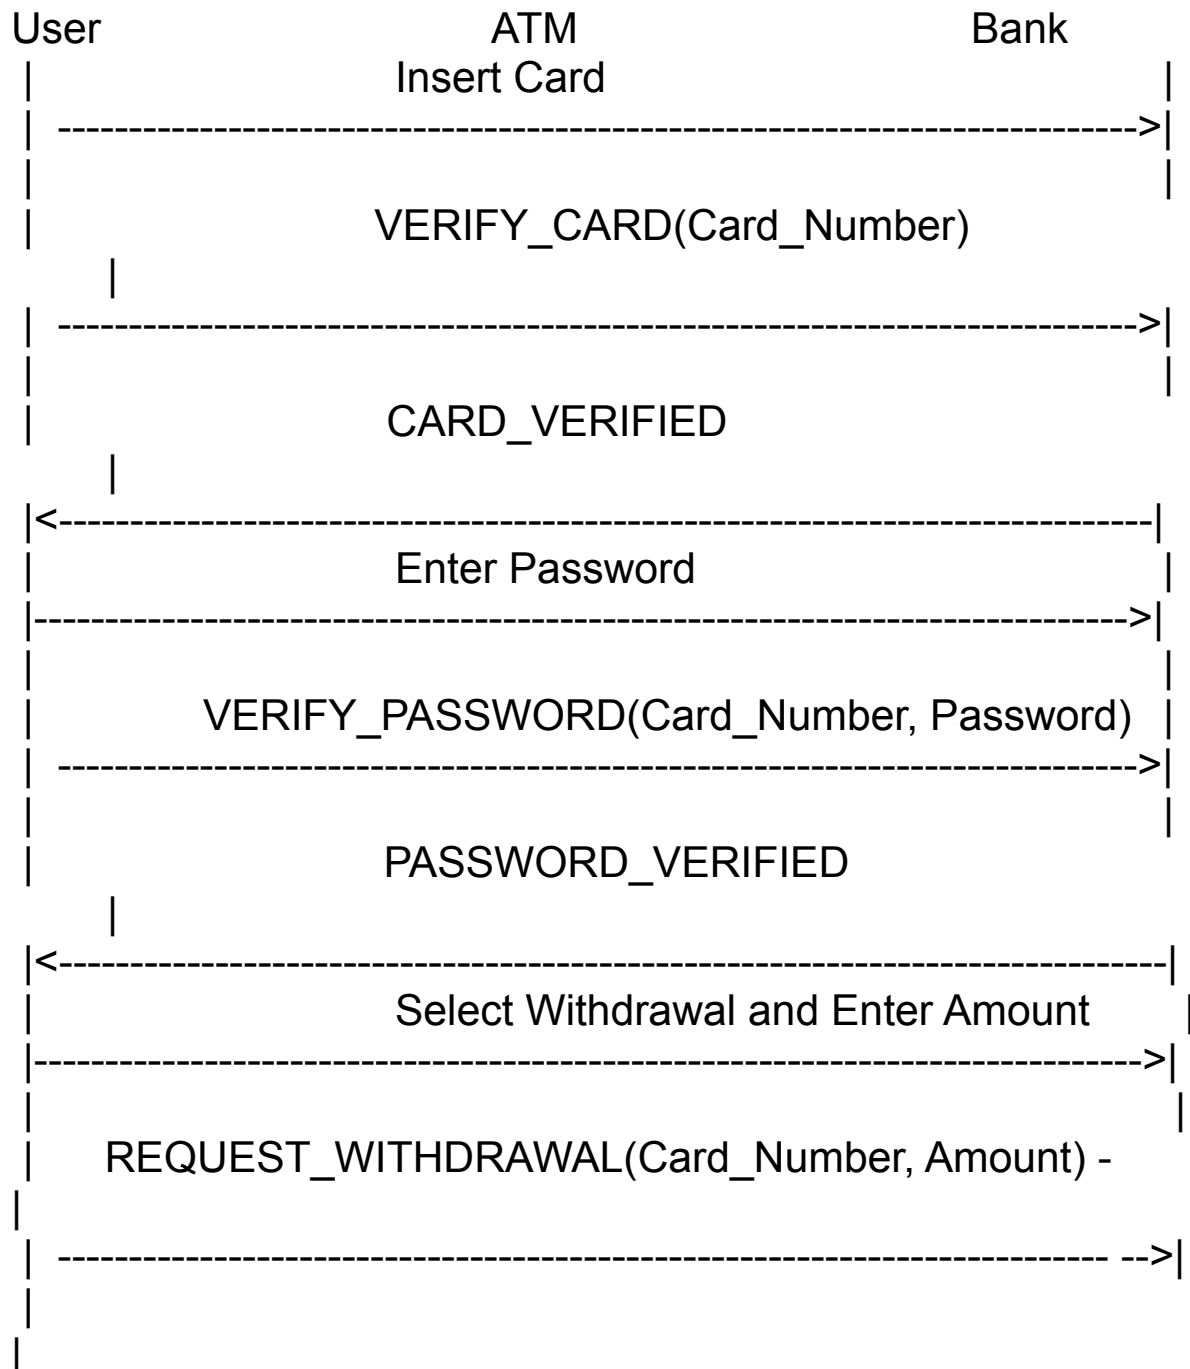 User ATM Bank
| Insert Card |
| ---------------------------------------------------------------------------->|
| |
| VERIFY_CARD(Card_Number)
|
| ---------------------------------------------------------------------------->|
| |
| CARD_VERIFIED
|
|<-----------------------------------------------------------------------------|
| Enter Password |
|----------------------------------------------------------------------------->|
| |
| VERIFY_PASSWORD(Card_Number, Password) |
| ---------------------------------------------------------------------------->|
| |
| PASSWORD_VERIFIED
|
|<------------------------------------------------------------------------------|
| Select Withdrawal and Enter Amount |
|------------------------------------------------------------------------------>|
| |
| REQUEST_WITHDRAWAL(Card_Number, Amount) -
|
| -------------------------------------------------------------------------- -->|
|
|